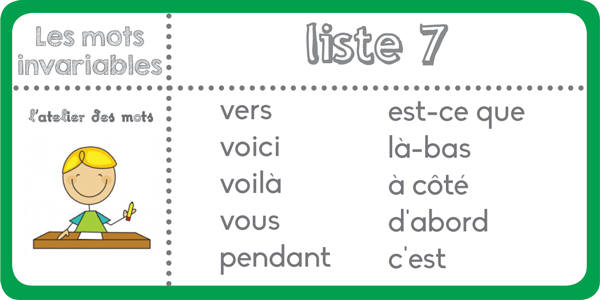 Les mots
invariables
liste 7
l'atelier des mots
vers
voici
voilà
vous
pendant
est-ce que
là-bas
à côté
d'abord
c'est